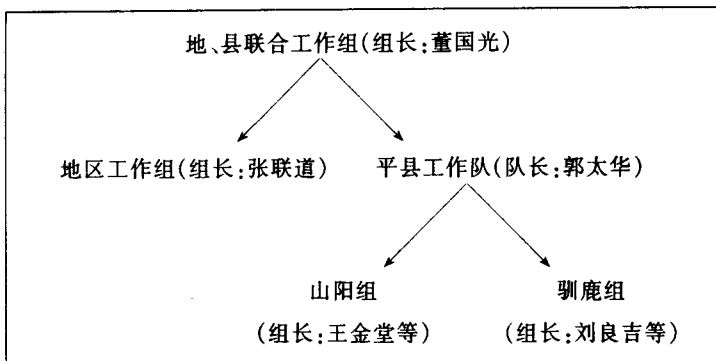 地、县联合工作组(组长:董国光)
地区工作组(组长:张联道) 平县工作队(队长:郭太华)
山阳组 驯鹿组
(组长:王金堂等) (组长:刘良吉等)